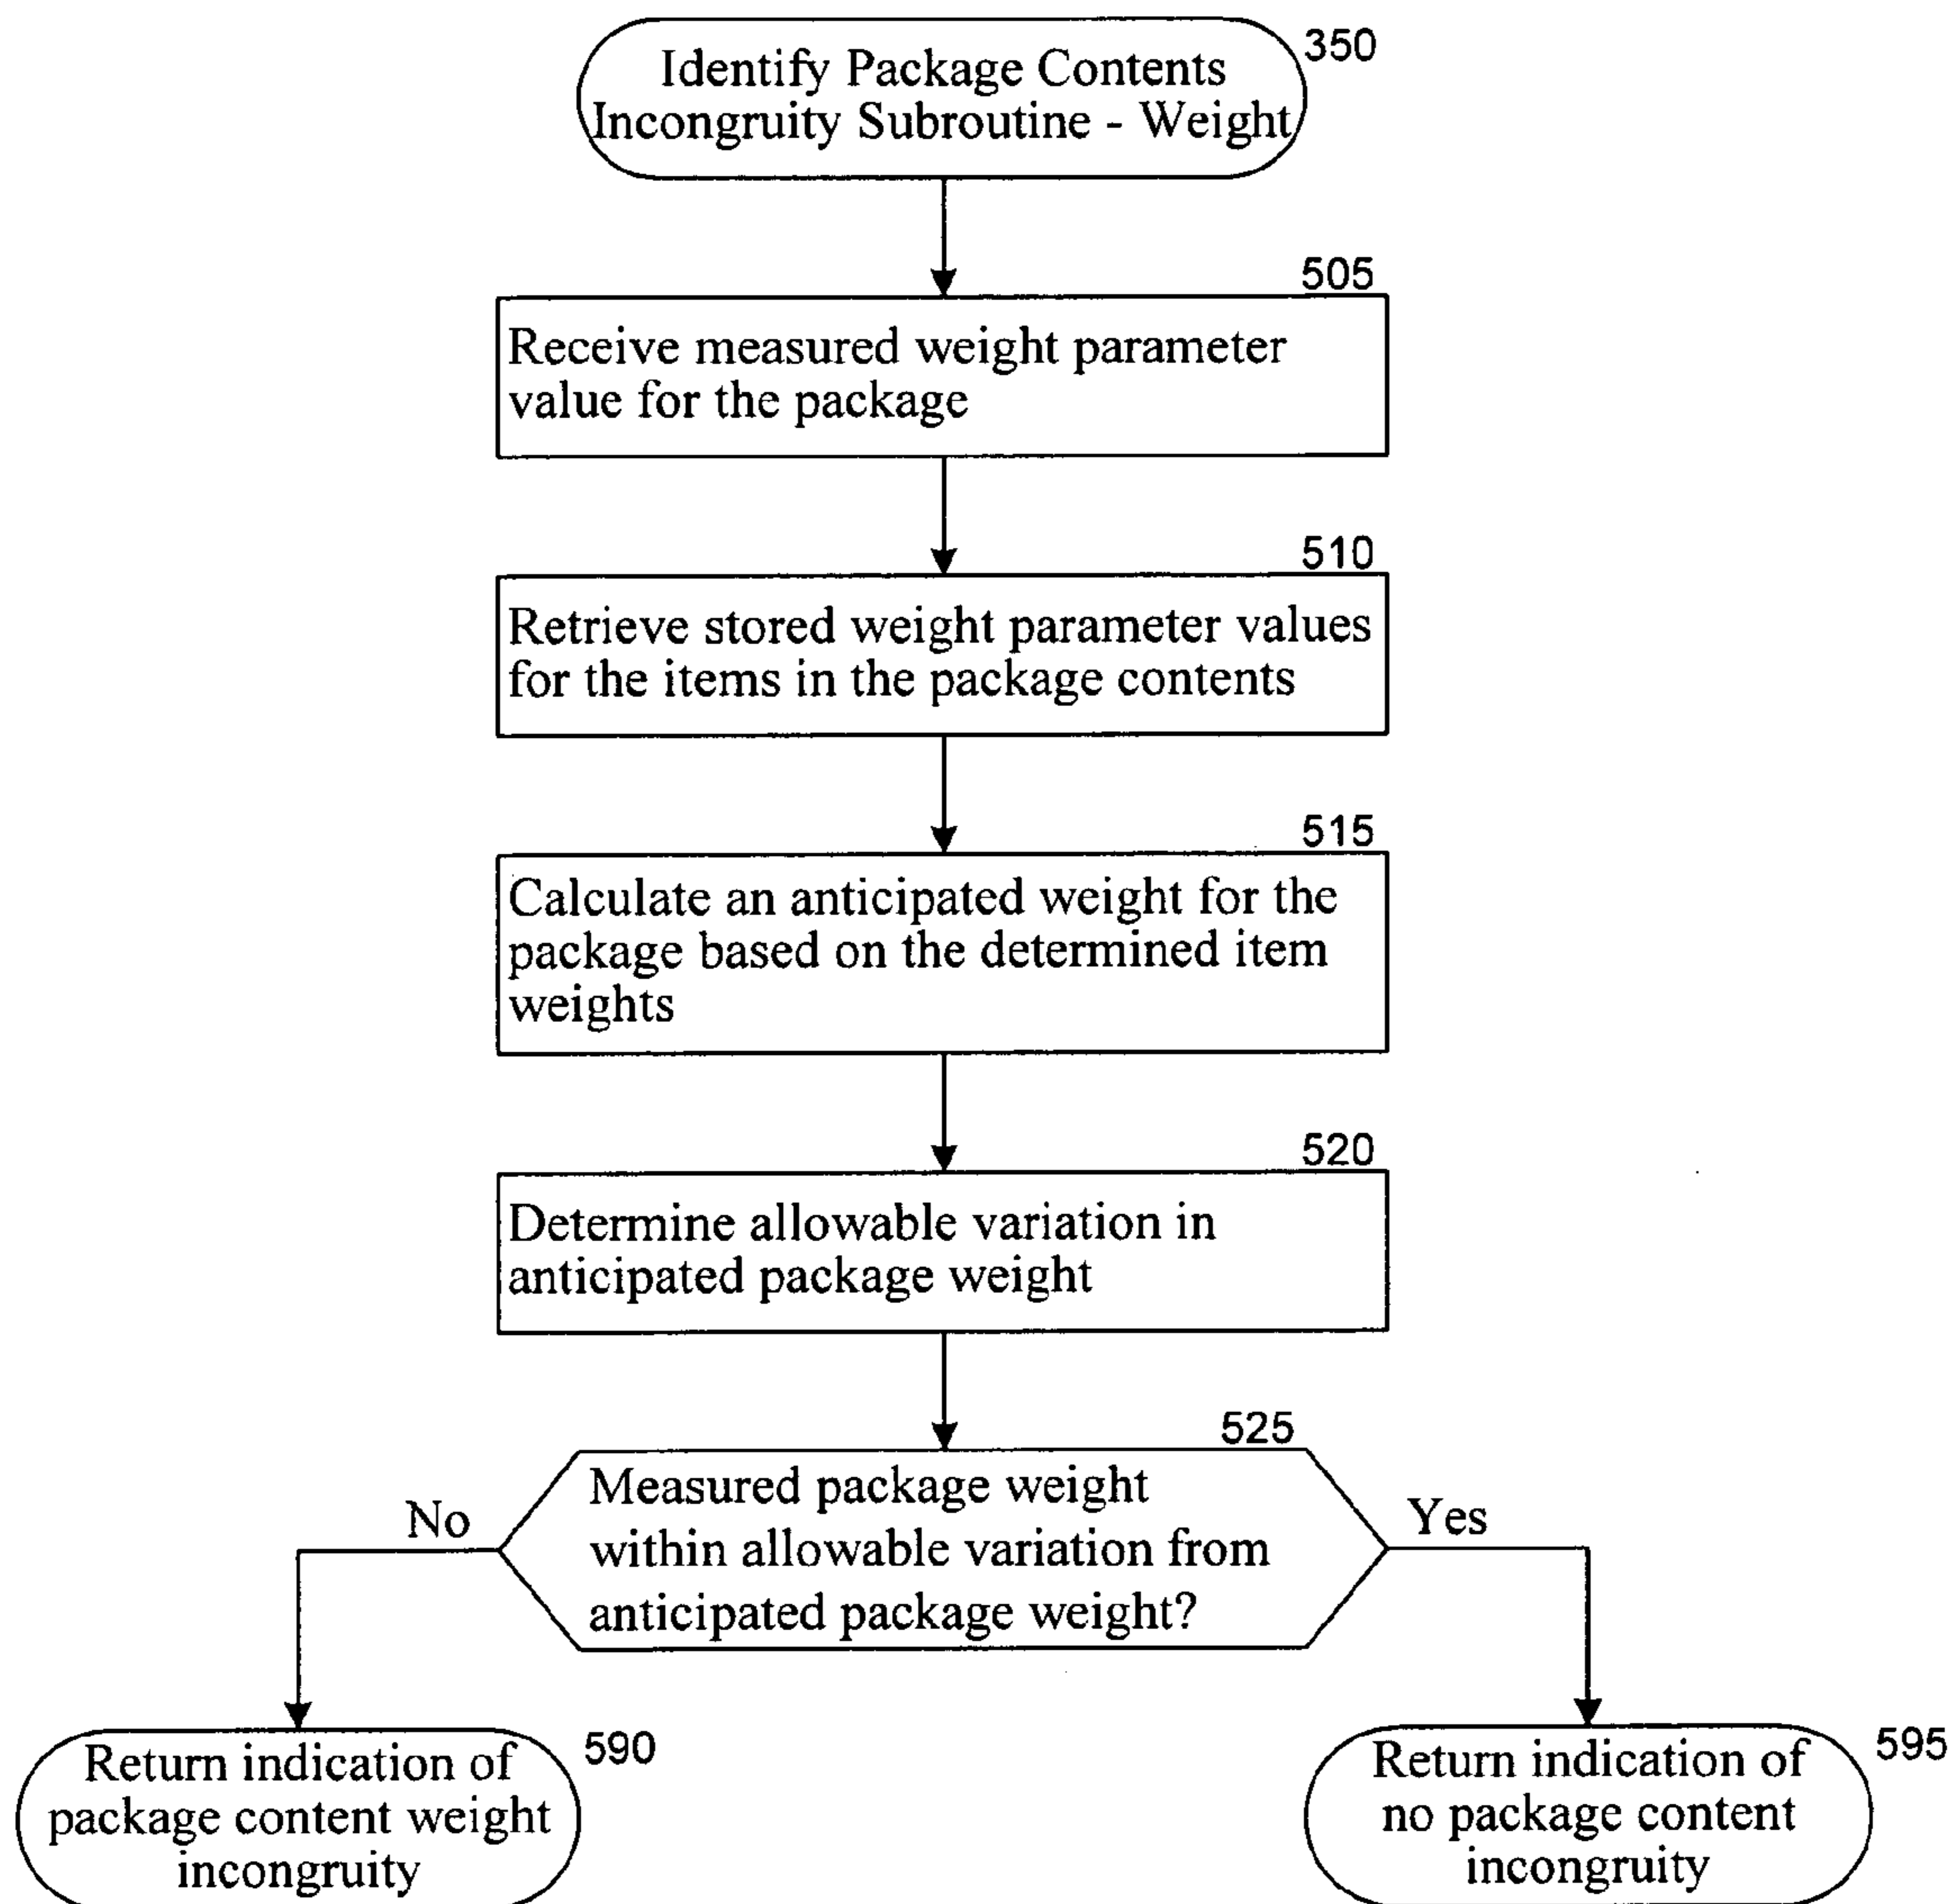 350
Identify Package Contents
Incongruity Subroutine - Weight
505
Receive measured weight parameter
value for the package
510
Retrieve stored weight parameter values
for the items in the package contents
515
Calculate an anticipated weight for the
package based on the determined item
weights
520
Determine allowable variation in
anticipated package weight
525
Measured package weight
within allowable variation from
anticipated package weight?
No
Yes
590
Return indication of
package content weight
incongruity
595
Return indication of
no package content
incongruity